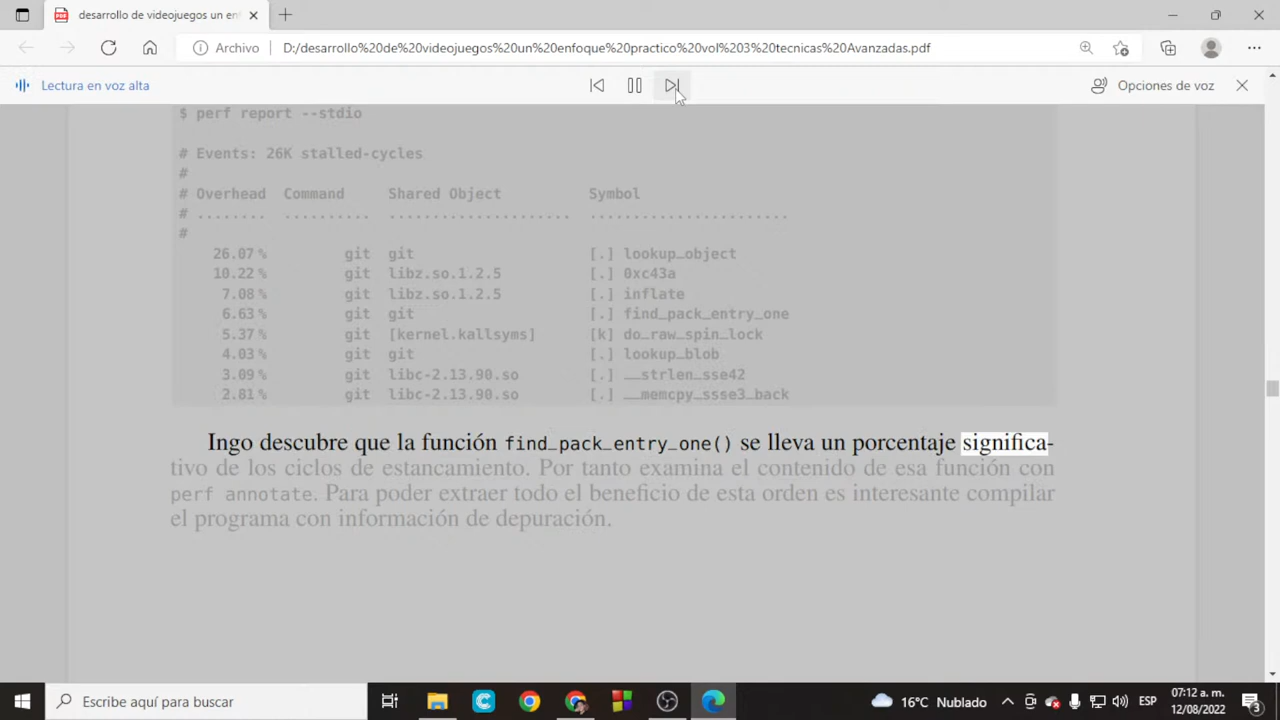 desarrollo de videojuegos un en
Archivo D:/desarrollo%20de%20videojuegos%20un%20enfoque%20practico%20vol%203%20tecnicas%20Avanzadas.pdf
Lectura en voz alta
Opciones de voz
$ perf report --stdio
# Events: 26K stalled-cycles
#
# Overhead Command Shared Object Symbol
# ........ .......... ..................... .......................
#
26.07 % git git [.] lookup_object
10.22 % git libz.so.1.2.5 [.] 0xc43a
7.08 % git libz.so.1.2.5 [.] inflate
6.63 % git git [.] find_pack_entry_one
5.37 % git [kernel.kallsyms] [k] do_raw_spin_lock
4.03 % git git [.] lookup_blob
3.09 % git libc-2.13.90.so [.] __strlen_sse42
2.81 % git libc-2.13.90.so [.] __memcpy_ssse3_back
Ingo descubre que la función find_pack_entry_one() se lleva un porcentaje significa-
tivo de los ciclos de estancamiento. Por tanto examina el contenido de esa función con
perf annotate. Para poder extraer todo el beneficio de esta orden es interesante compilar
el programa con información de depuración.
Escribe aquí para buscar
16°C Nublado
ESP
07:12 a. m.
12/08/2022
3